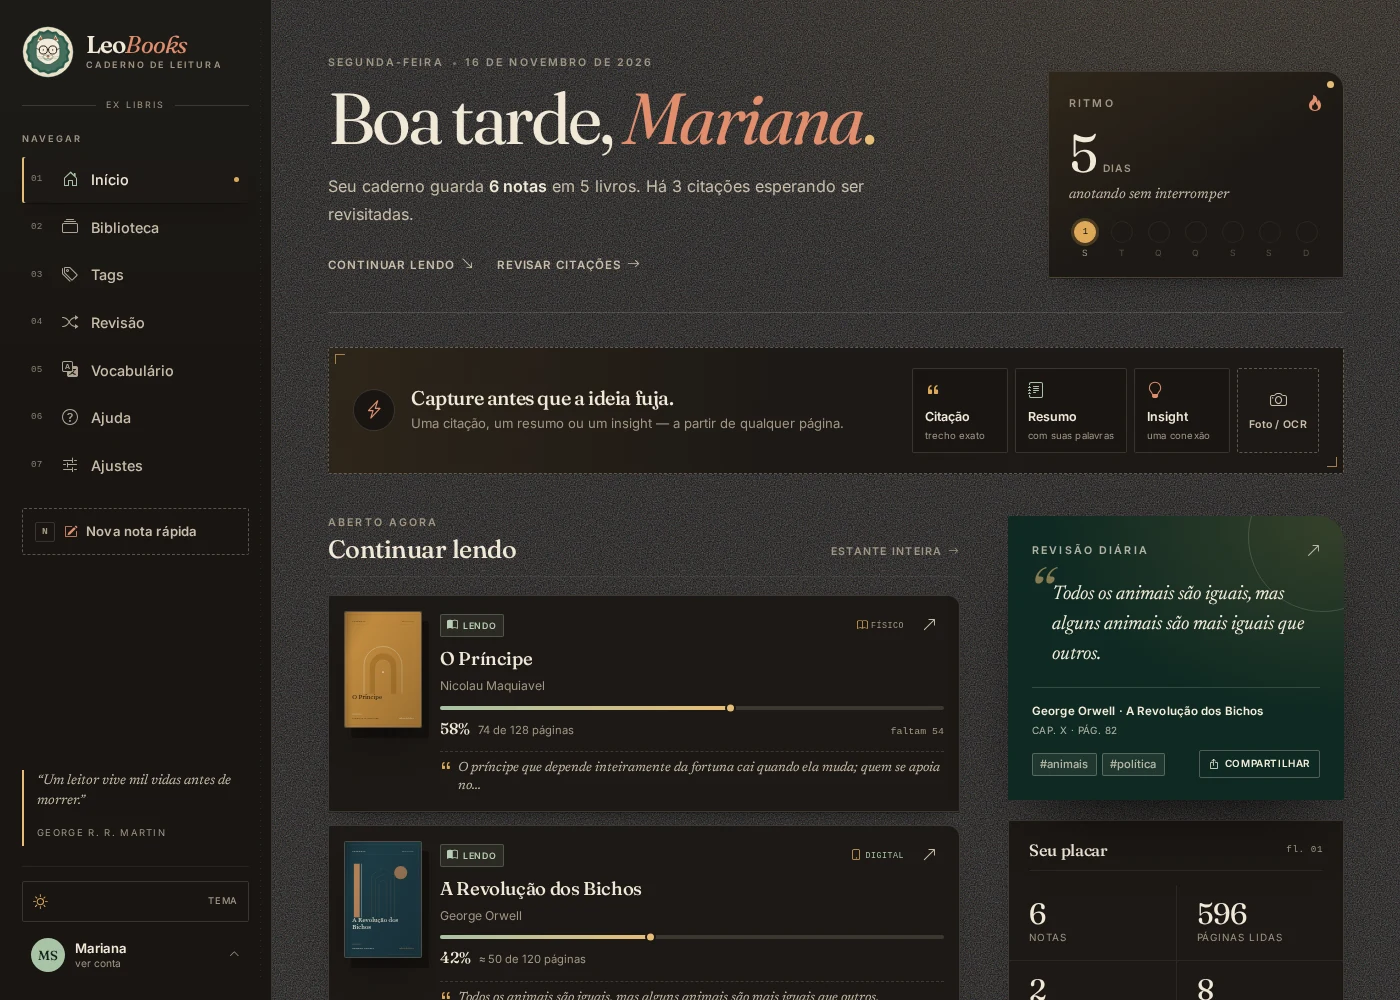 LeoBooks
CADERNO DE LEITURA
EX LIBRIS
NAVEGAR
01 Início
02 Biblioteca
03 Tags
04 Revisão
05 Vocabulário
06 Ajuda
07 Ajustes
N Nova nota rápida
“Um leitor vive mil vidas antes de
morrer.”
GEORGE R. R. MARTIN
TEMA
MS Mariana
ver conta
SEGUNDA-FEIRA • 16 DE NOVEMBRO DE 2026
Boa tarde, Mariana.
Seu caderno guarda 6 notas em 5 livros. Há 3 citações esperando ser
revisitadas.
CONTINUAR LENDO ↘ REVISAR CITAÇÕES →
RITMO
5 DIAS
anotando sem interromper
1
S T Q Q S S D
Capture antes que a ideia fuja.
Uma citação, um resumo ou um insight — a partir de qualquer página.
Citação
trecho exato
Resumo
com suas palavras
Insight
uma conexão
Foto / OCR
ABERTO AGORA
Continuar lendo
ESTANTE INTEIRA →
O Príncipe
LENDO
FÍSICO
O Príncipe
Nicolau Maquiavel
58% 74 de 128 páginas
faltam 54
“ O príncipe que depende inteiramente da fortuna cai quando ela muda; quem se apoia
no…
A Revolução dos
Bichos
LENDO
DIGITAL
A Revolução dos Bichos
George Orwell
42% ≈ 50 de 120 páginas
“ Todos os animais são iguais, mas alguns animais são mais iguais que outros.
REVISÃO DIÁRIA
“Todos os animais são iguais, mas
alguns animais são mais iguais que
outros.
George Orwell · A Revolução dos Bichos
CAP. X · PÁG. 82
#animais #política
COMPARTILHAR
Seu placar
fl. 01
6
NOTAS
596
PÁGINAS LIDAS
2
8